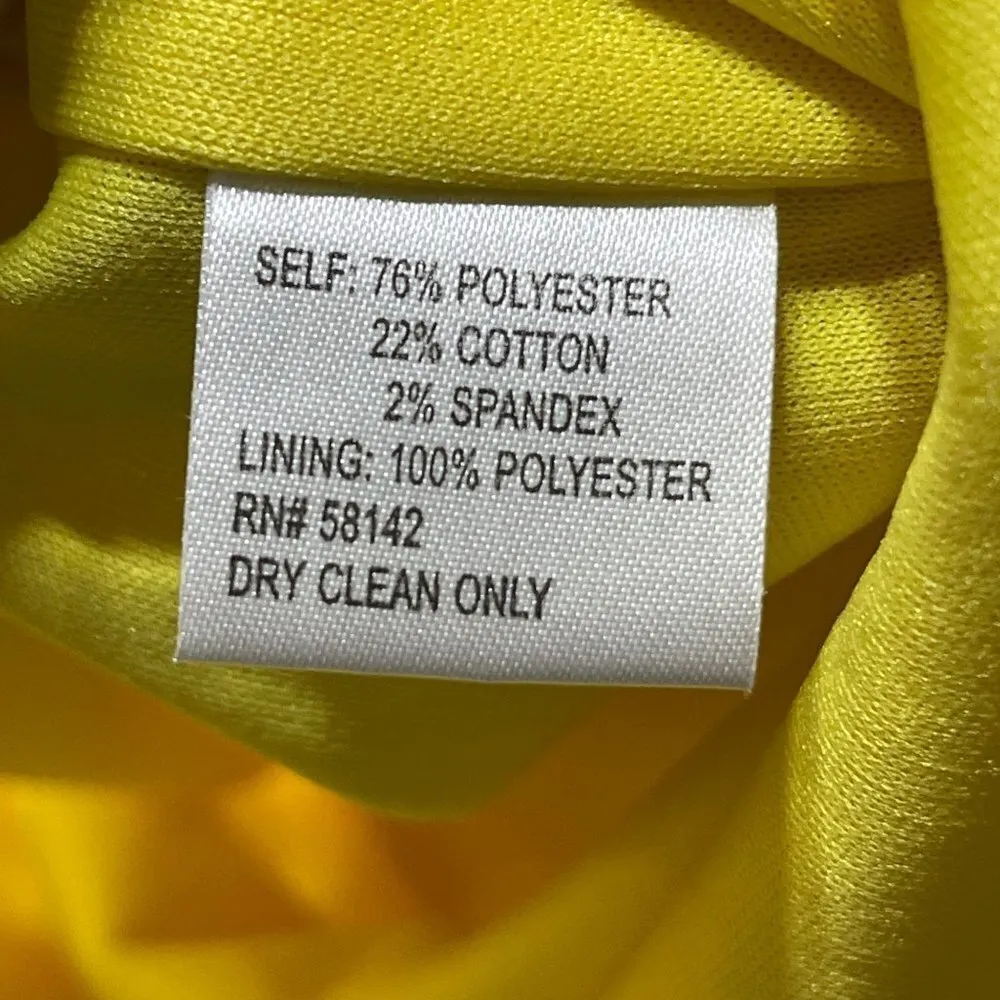 SELF: 76% POLYESTER
22% COTTON
2% SPANDEX
LINING: 100% POLYESTER
RN# 58142
DRY CLEAN ONLY